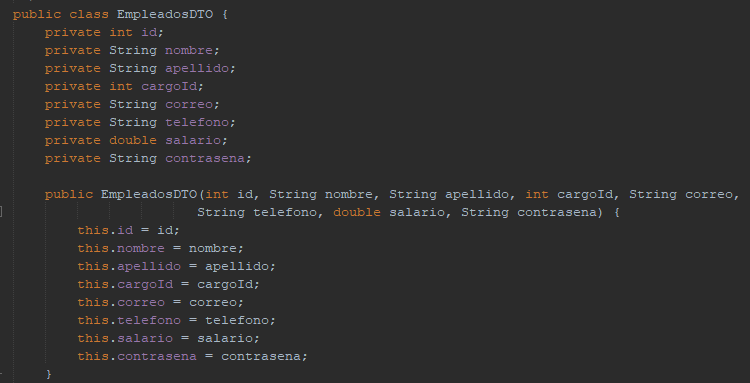 public class EmpleadosDTO {
private int id;
private String nombre;
private String apellido;
private int cargoId;
private String correo;
private String telefono;
private double salario;
private String contrasena;
public EmpleadosDTO(int id, String nombre, String apellido, int cargoId, String correo,
String telefono, double salario, String contrasena) {
this.id = id;
this.nombre = nombre;
this.apellido = apellido;
this.cargoId = cargoId;
this.correo = correo;
this.telefono = telefono;
this.salario = salario;
this.contrasena = contrasena;
}